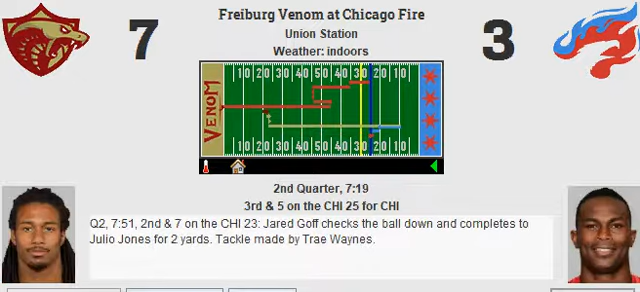 Freiburg Venom at Chicago Fire
7
3
Union Station
Weather: indoors
10 20 30 40 50 40 30 20 10
VENOM
10 20 30 40 50 40 30 20 10
2nd Quarter, 7:19
3rd & 5 on the CHI 25 for CHI
Q2, 7:51, 2nd & 7 on the CHI 23: Jared Goff checks the ball down and completes to
Julio Jones for 2 yards. Tackle made by Trae Waynes.